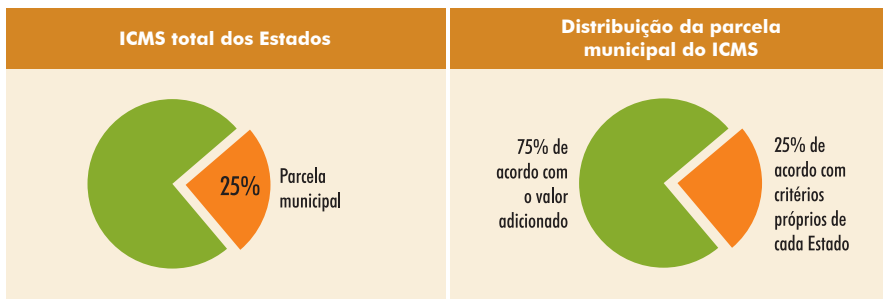 ICMS total dos Estados
Distribuição da parcela
municipal do ICMS
25%
Parcela
municipal
75% de
acordo com
o valor
adicionado
25% de
acordo com
critérios
próprios de
cada Estado